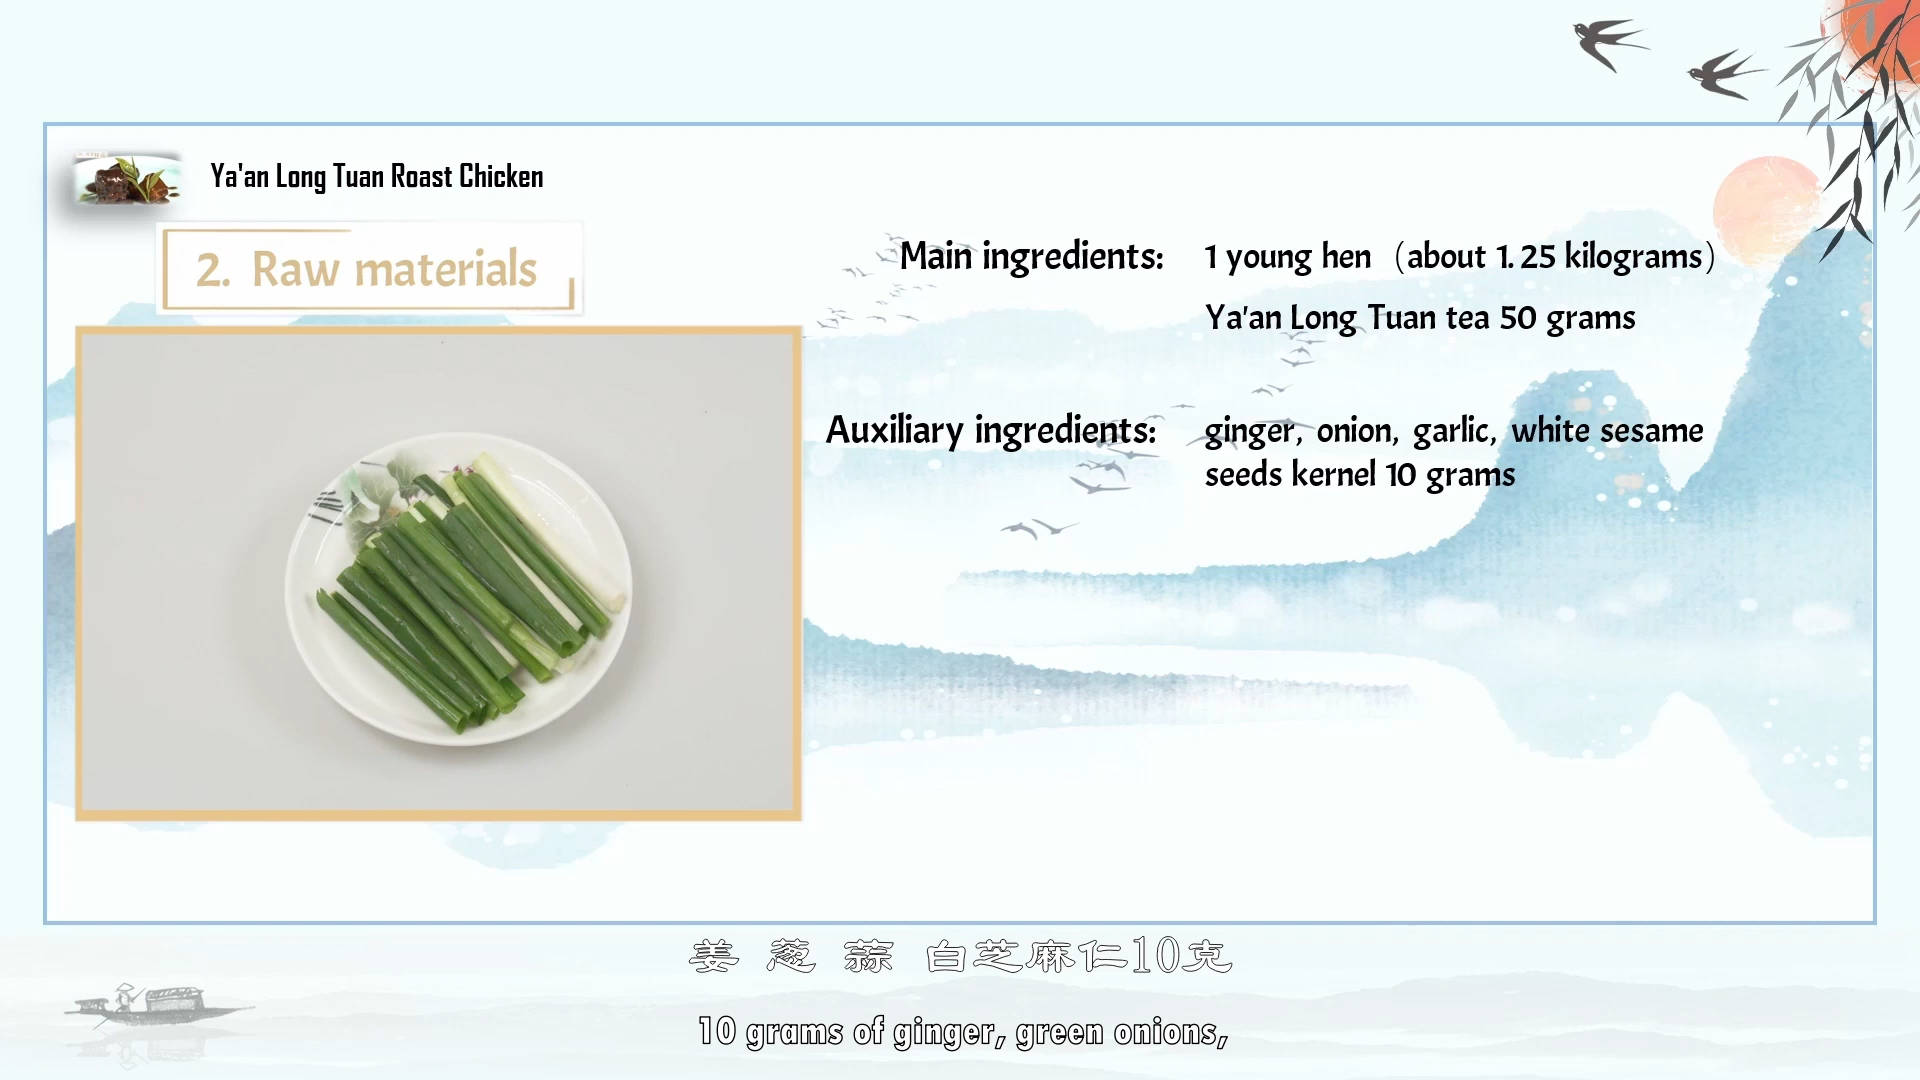 Ya'an Long Tuan Roast Chicken
2. Raw materials
Main ingredients: 1 young hen（about 1.25 kilograms）
Ya'an Long Tuan tea 50 grams
Auxiliary ingredients: ginger, onion, garlic, white sesame
seeds kernel 10 grams
姜 葱 蒜 白芝麻仁10克
10 grams of ginger, green onions,